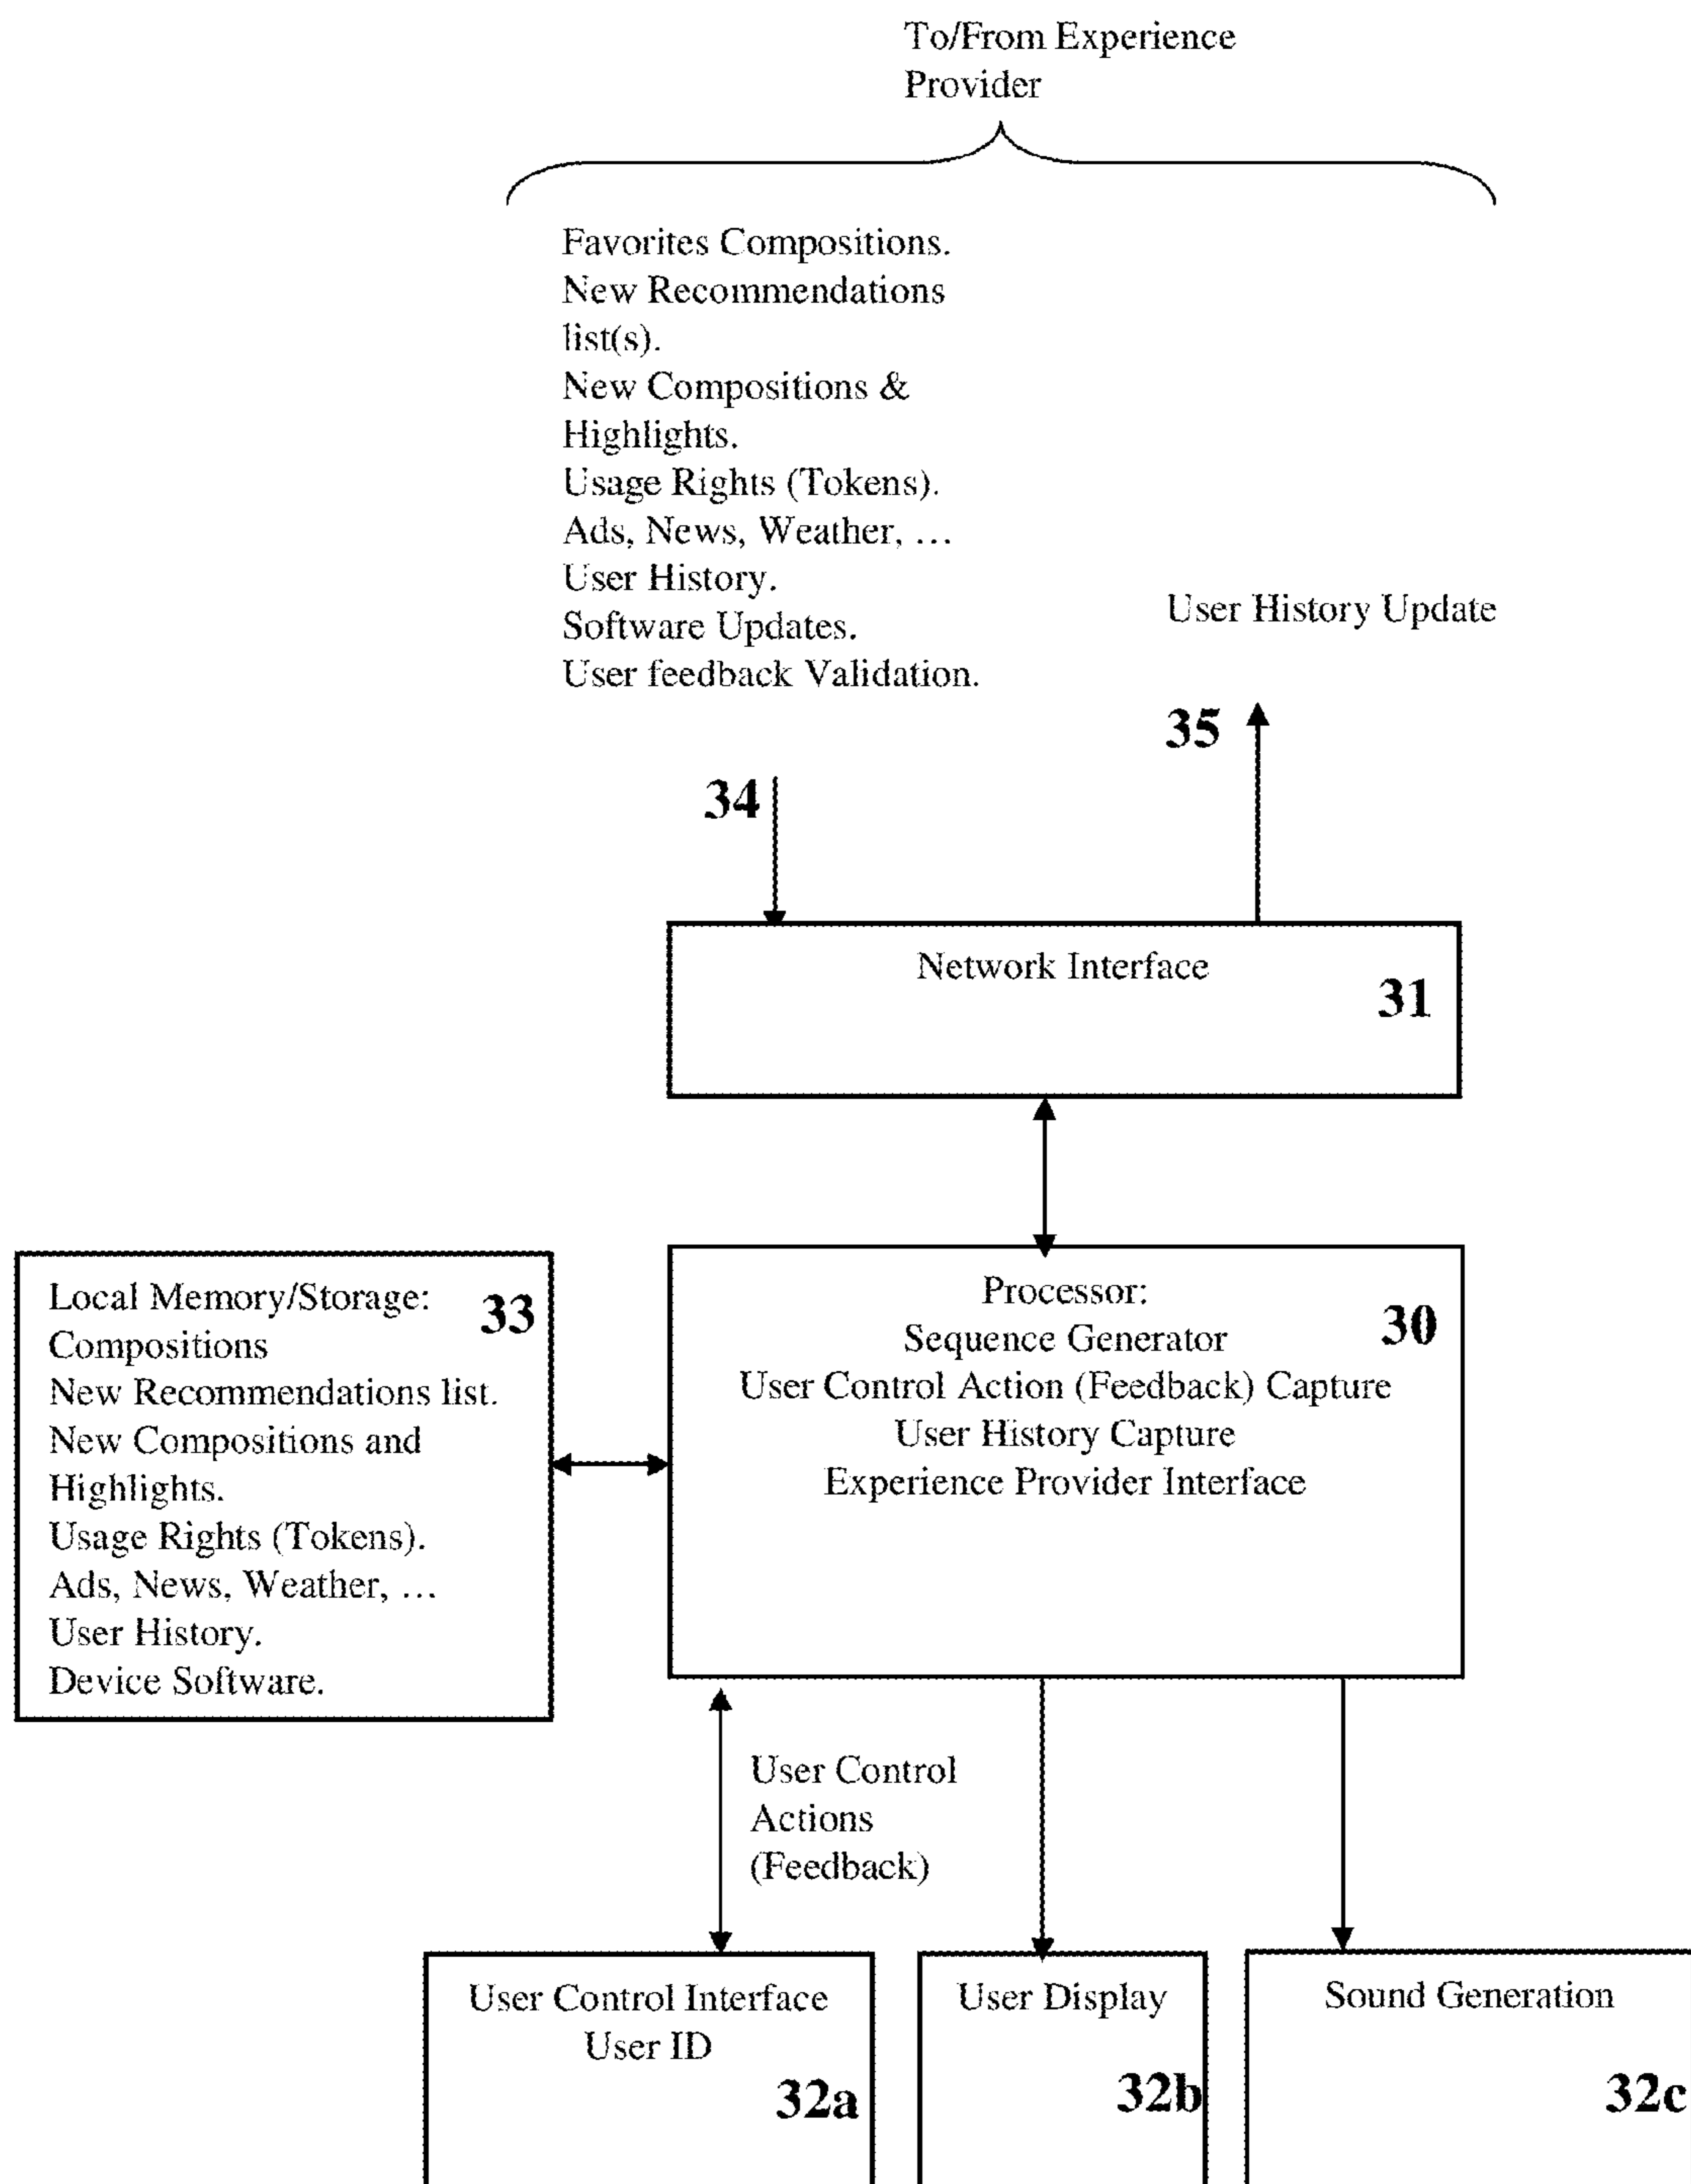 To/From Experience
Provider
Favorites Compositions.
New Recommendations
list(s).
New Compositions &
Highlights.
Usage Rights (Tokens).
Ads, News, Weather, …
User History.
Software Updates.
User feedback Validation.
User History Update
35
34
Network Interface
31
Local Memory/Storage:
33
Compositions
New Recommendations list.
New Compositions and
Highlights.
Usage Rights (Tokens).
Ads, News, Weather, …
User History.
Device Software.
Processor:
30
Sequence Generator
User Control Action (Feedback) Capture
User History Capture
Experience Provider Interface
User Control
Actions
(Feedback)
User Control Interface
User ID
32a
User Display
32b
Sound Generation
32c